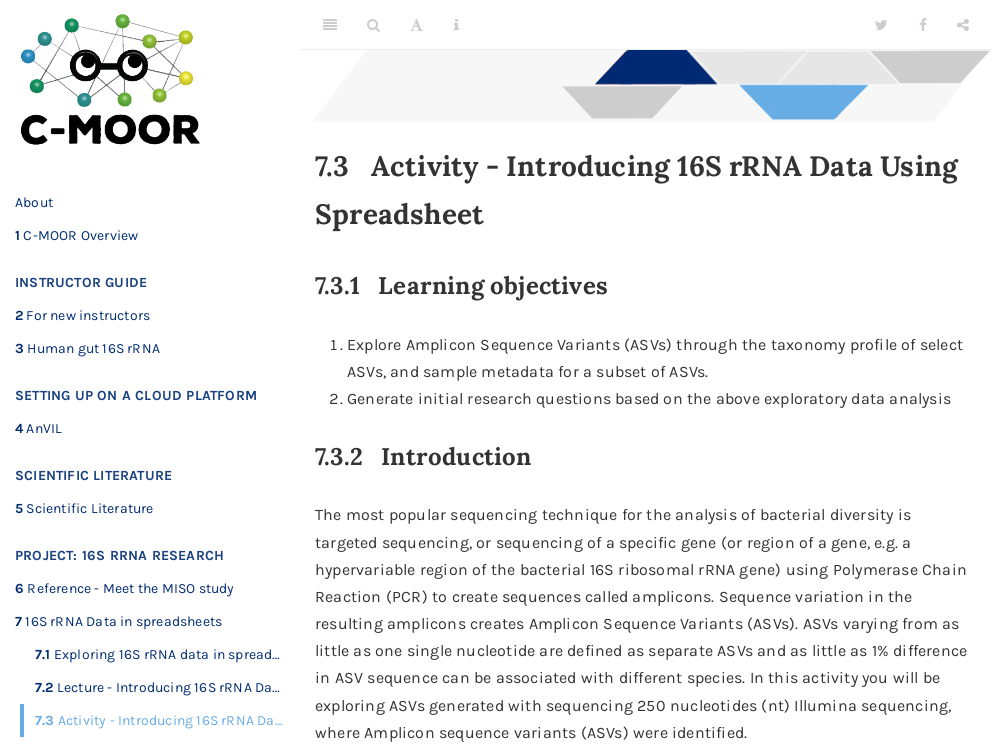 C-MOOR
About
1 C-MOOR Overview
INSTRUCTOR GUIDE
2 For new instructors
3 Human gut 16S rRNA
SETTING UP ON A CLOUD PLATFORM
4 AnVIL
SCIENTIFIC LITERATURE
5 Scientific Literature
PROJECT: 16S RRNA RESEARCH
6 Reference - Meet the MISO study
7 16S rRNA Data in spreadsheets
7.1 Exploring 16S rRNA data in spread...
7.2 Lecture - Introducing 16S rRNA Da...
7.3 Activity - Introducing 16S rRNA Da...
A
7.3 Activity - Introducing 16S rRNA Data Using
Spreadsheet
7.3.1 Learning objectives
1. Explore Amplicon Sequence Variants (ASVs) through the taxonomy profile of select
ASVs, and sample metadata for a subset of ASVs.
2. Generate initial research questions based on the above exploratory data analysis
7.3.2 Introduction
The most popular sequencing technique for the analysis of bacterial diversity is
targeted sequencing, or sequencing of a specific gene (or region of a gene, e.g. a
hypervariable region of the bacterial 16S ribosomal rRNA gene) using Polymerase Chain
Reaction (PCR) to create sequences called amplicons. Sequence variation in the
resulting amplicons creates Amplicon Sequence Variants (ASVs). ASVs varying from as
little as one single nucleotide are defined as separate ASVs and as little as 1% difference
in ASV sequence can be associated with different species. In this activity you will be
exploring ASVs generated with sequencing 250 nucleotides (nt) Illumina sequencing,
where Amplicon sequence variants (ASVs) were identified.